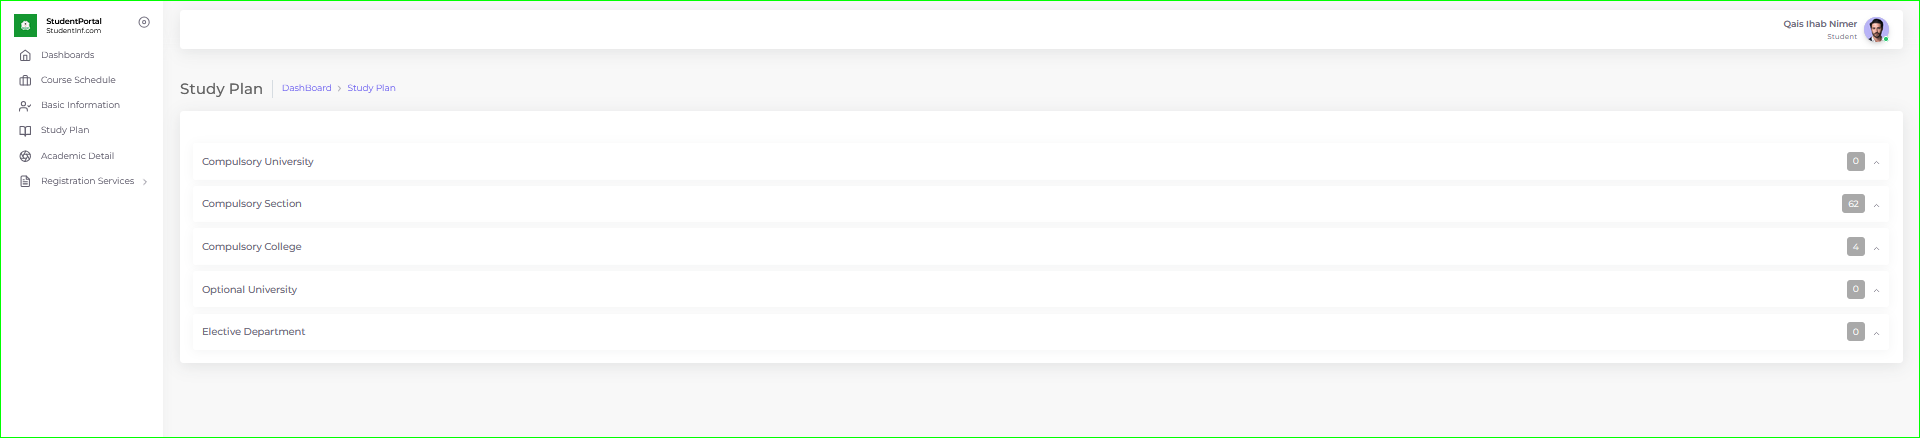 StudentPortal
StudentInf.com
Dashboards
Course Schedule
Basic Information
Study Plan
Academic Detail
Registration Services
Qais Ihab Nimer
Student
Study Plan
DashBoard > Study Plan
Compulsory University 0
Compulsory Section 62
Compulsory College 4
Optional University 0
Elective Department 0